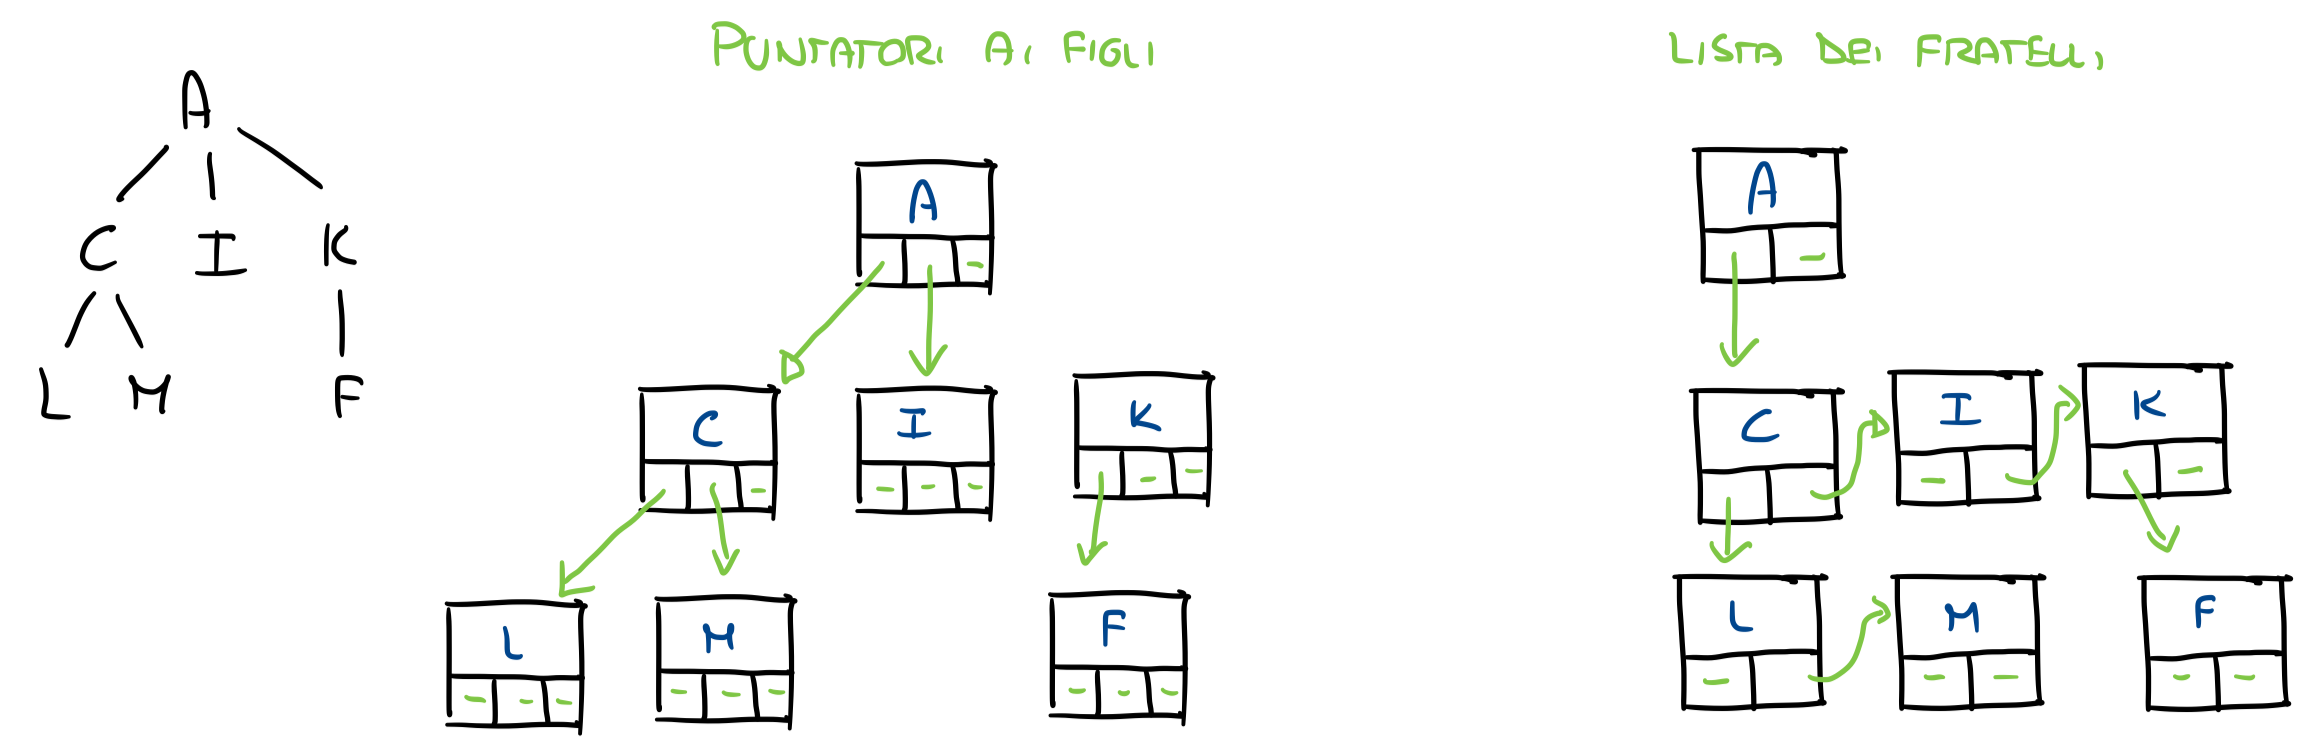 PUNTATORI AI FIGLI
LISTA DEI FRATELLI
A
C I K
L M F
A
C I K
L M F
A
C I K
L M F